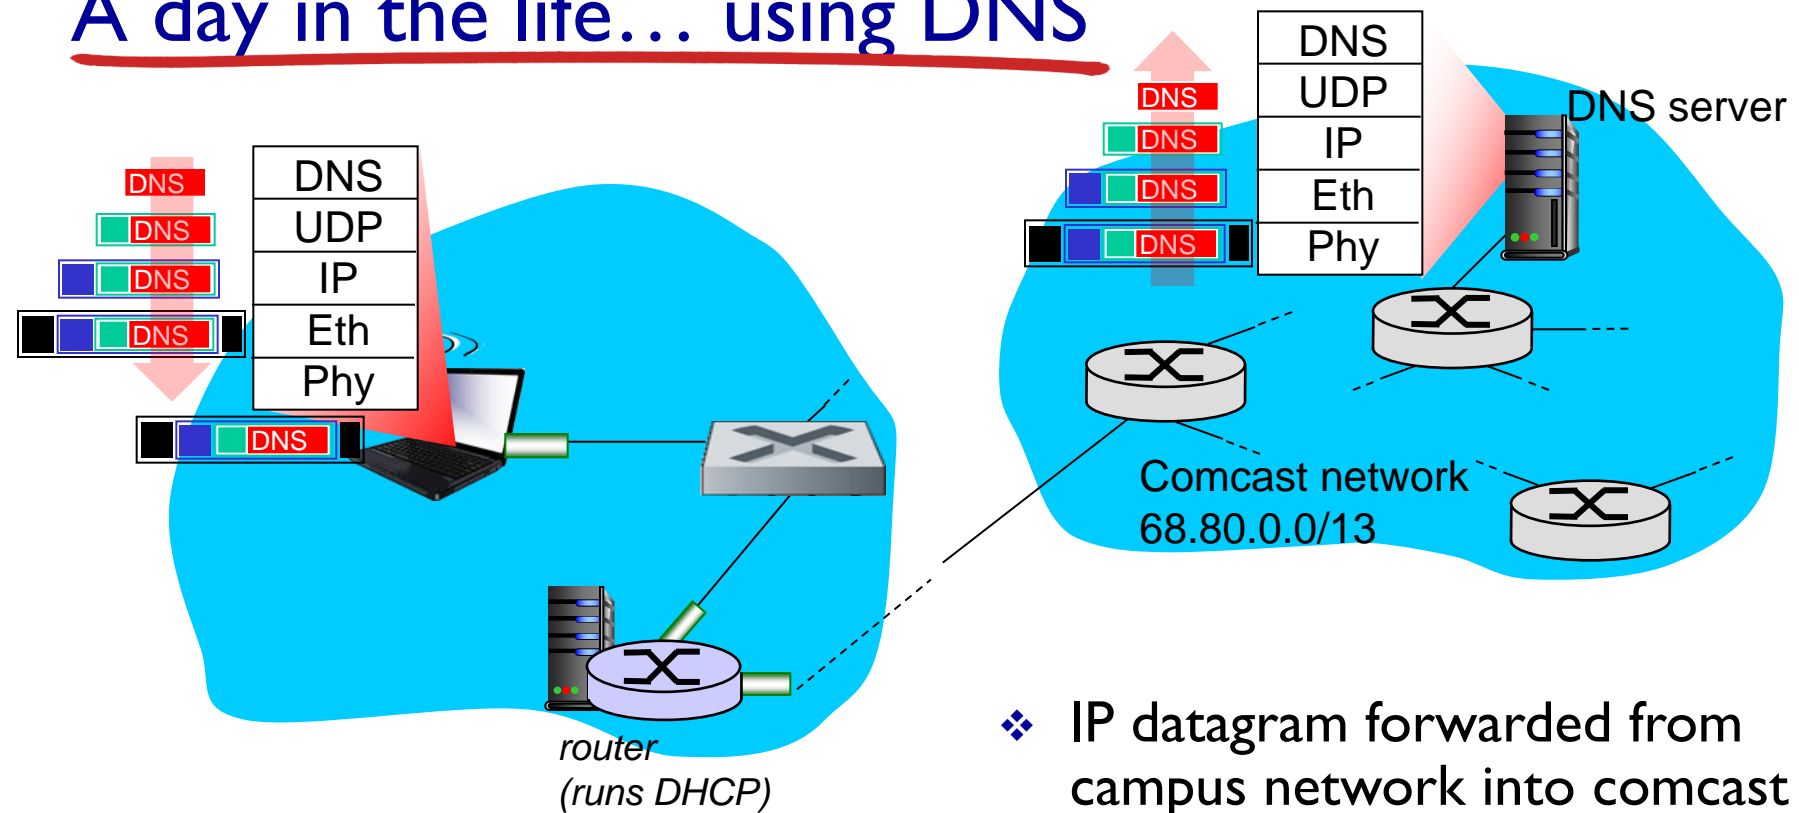 A day in the life… using DNS
DNS
DNS
DNS
DNS
DNS
DNS
UDP
IP
Eth
Phy
DNS
DNS
DNS
DNS
DNS
UDP
IP
Eth
Phy
DNS server
Comcast network
68.80.0.0/13
router
(runs DHCP)
❖ IP datagram forwarded from
campus network into comcast